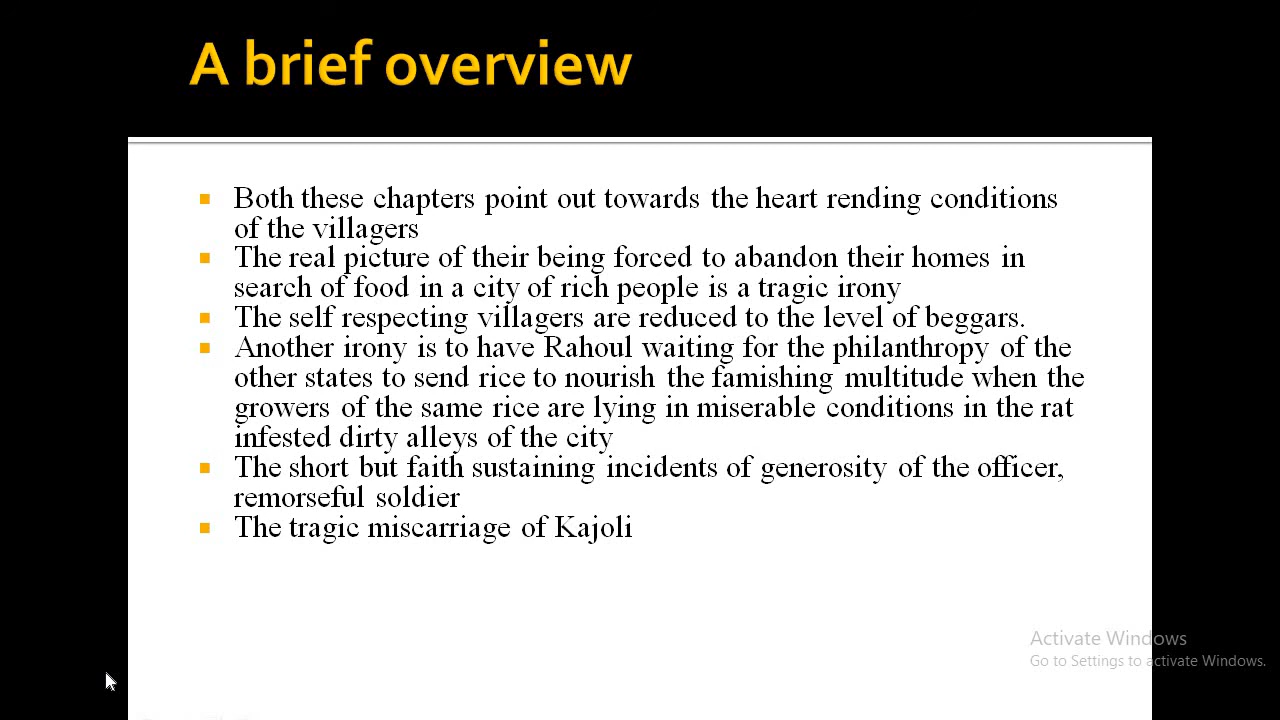 A brief overview
Both these chapters point out towards the heart rending conditions
of the villagers
The real picture of their being forced to abandon their homes in
search of food in a city of rich people is a tragic irony
The self respecting villagers are reduced to the level of beggars.
Another irony is to have Rahoul waiting for the philanthropy of the
other states to send rice to nourish the famishing multitude when the
growers of the same rice are lying in miserable conditions in the rat
infested dirty alleys of the city
The short but faith sustaining incidents of generosity of the officer,
remorseful soldier
The tragic miscarriage of Kajoli
Activate Windows
Go to Settings to activate Windows.